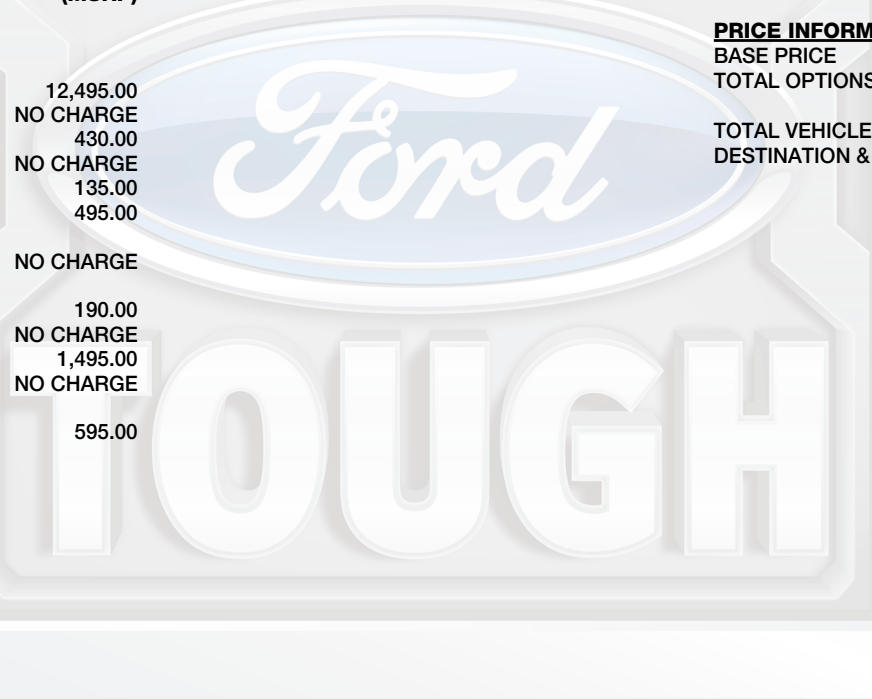 12,495.00
NO CHARGE
430.00
NO CHARGE
135.00
495.00
NO CHARGE
190.00
NO CHARGE
1,495.00
NO CHARGE
595.00
PRICE INFORM
BASE PRICE
TOTAL OPTIONS
TOTAL VEHICLE
DESTINATION &
Ford
TOUGH